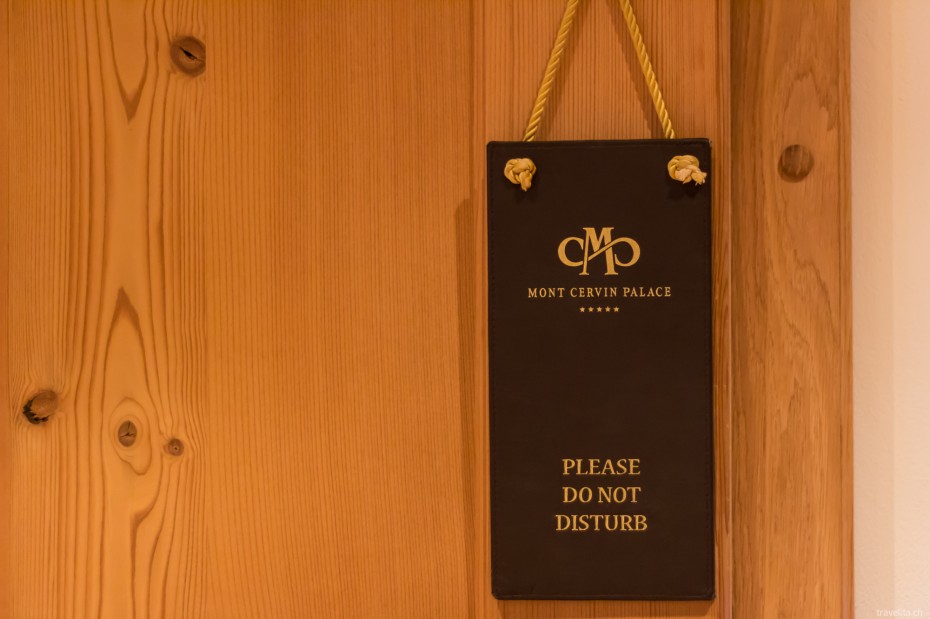 CMP
MONT CERVIN PALACE
★★★★★
PLEASE
DO NOT
DISTURB
travelita.ch